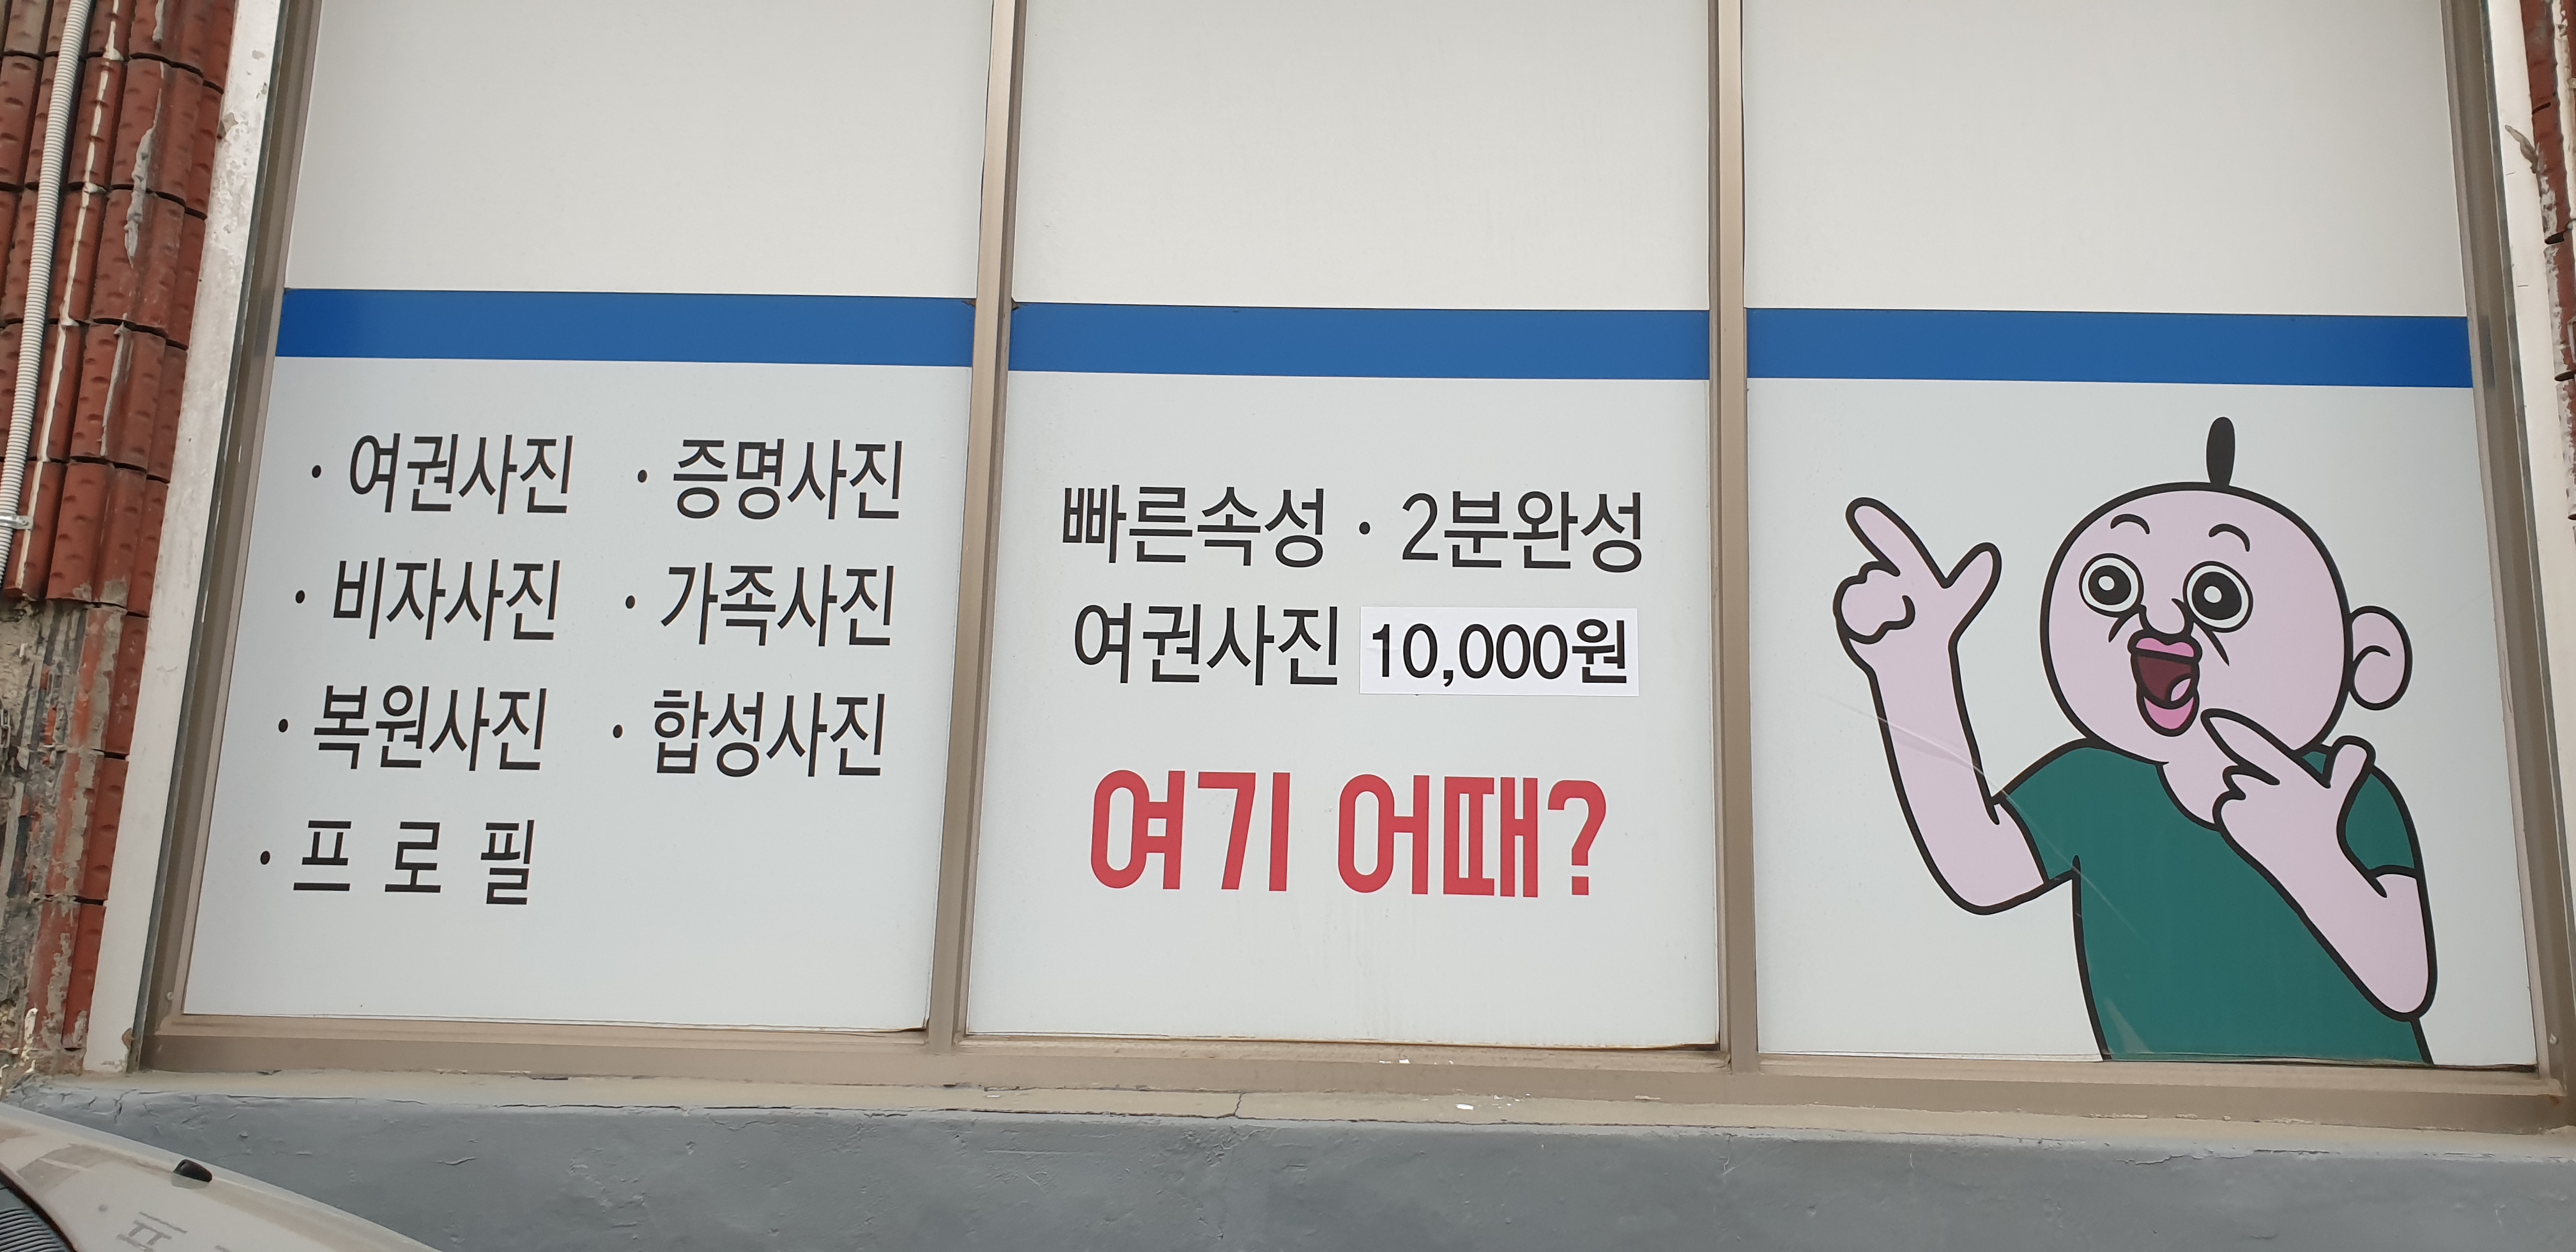 · 여권사진 · 증명사진
· 비자사진 · 가족사진
· 복원사진 · 합성사진
· 프 로 필
빠른속성 · 2분완성
여권사진 10,000원
여기 어때?